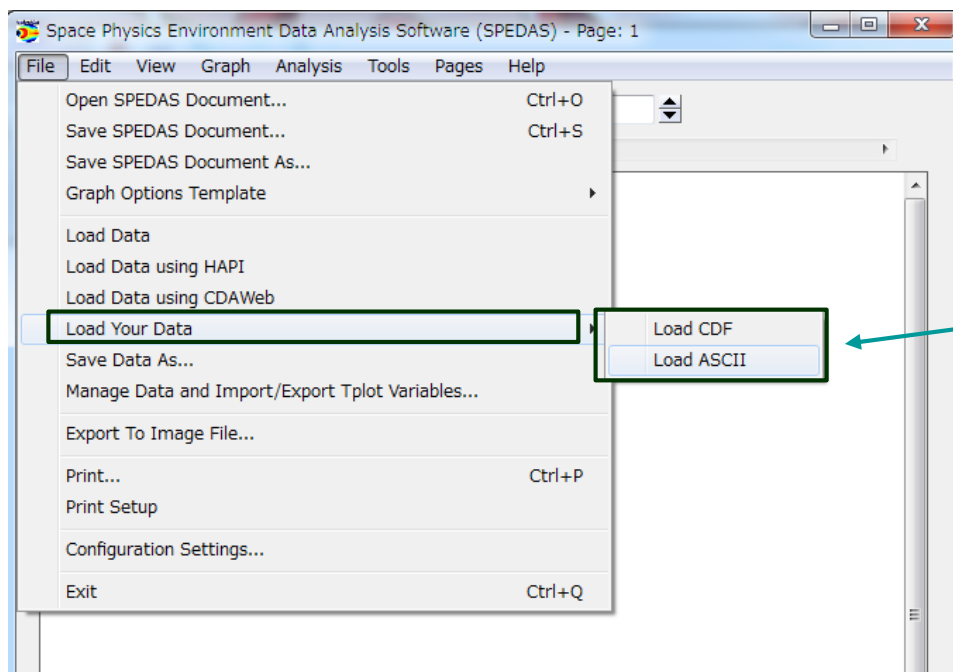 Space Physics Environment Data Analysis Software (SPEDAS) - Page: 1
File Edit View Graph Analysis Tools Pages Help
Open SPEDAS Document... Ctrl+O
Save SPEDAS Document... Ctrl+S
Save SPEDAS Document As...
Graph Options Template
Load Data
Load Data using HAPI
Load Data using CDAWeb
Load Your Data
Load CDF
Load ASCII
Save Data As...
Manage Data and Import/Export Tplot Variables...
Export To Image File...
Print... Ctrl+P
Print Setup
Configuration Settings...
Exit Ctrl+Q